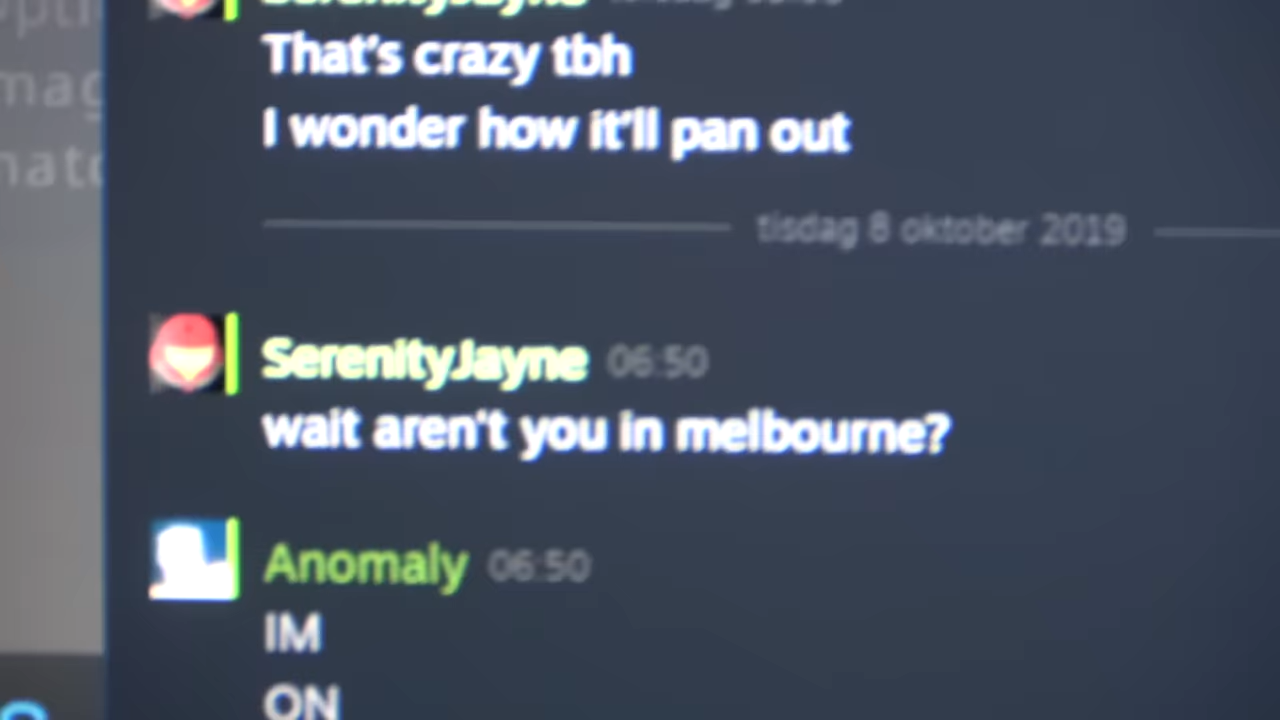 SerenityJayne
That's crazy tbh
I wonder how it'll pan out
tisdag 8 oktober 2019
SerenityJayne 06:50
wait aren't you in melbourne?
Anomaly 06:50
IM
ON